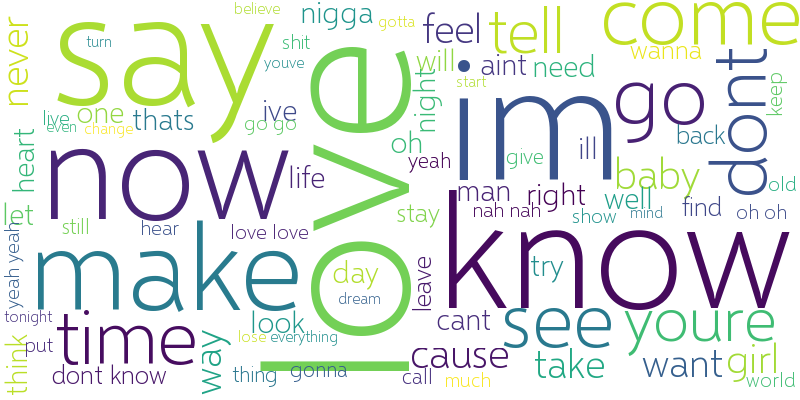 believe
nigga
gotta
come
say
feel
tell
never
turn
shit
youve
will
aint
need
wanna
im
start
dont
keep
love
live
one
ive
even
change
thats
go go
night
oh
go
back
now
heart
life
yeah
give
ill
baby
man
right
well
old
let
still
hear
love love
stay
nah nah
show
mind
find
oh oh
know
yeah yeah
make
day
dream
leave
try
tonight
put
time
look
lose
everything
cant
see
youre
think
dont know
way
thing
gonna
cause
call
much
take
want
girl
world